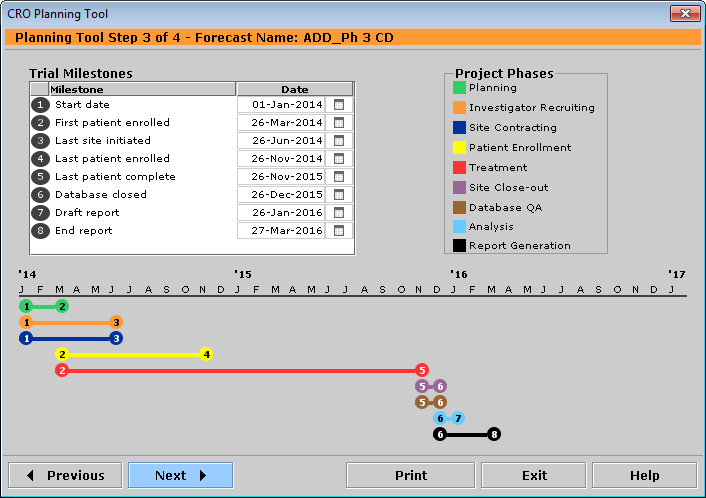 CRO Planning Tool
Planning Tool Step 3 of 4 - Forecast Name: ADD_Ph 3 CD
Trial Milestones
Milestone Date
1 Start date 01-Jan-2014
2 First patient enrolled 26-Mar-2014
3 Last site initiated 26-Jun-2014
4 Last patient enrolled 26-Nov-2014
5 Last patient complete 26-Nov-2015
6 Database closed 26-Dec-2015
7 Draft report 26-Jan-2016
8 End report 27-Mar-2016
Project Phases
Planning
Investigator Recruiting
Site Contracting
Patient Enrollment
Treatment
Site Close-out
Database QA
Analysis
Report Generation
'14 '15 '16 '17
J F M A M J J A S O N D J F M A M J J A S O N D J F M A M J J A S O N D J
1 2
1 3
1 3
2 4
2 5
5 6
5 6
6 7
6 8
Previous Next Print Exit Help